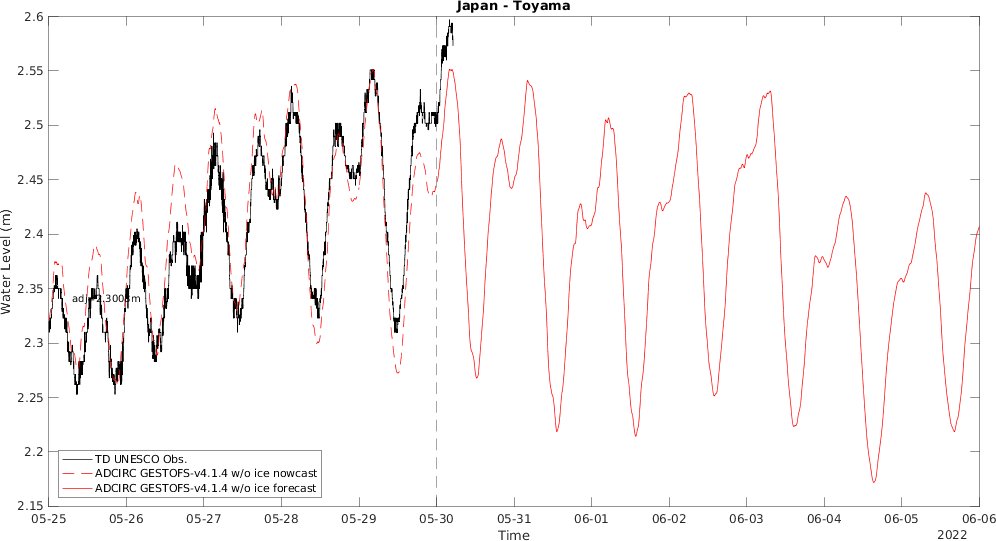 Japan - Toyama
2.6
2.55
2.5
2.45
2.4
2.35
2.3
2.25
2.2
2.15
Water Level (m)
TD UNESCO Obs.
ADCIRC GESTOFS-v4.1.4 w/o ice nowcast
ADCIRC GESTOFS-v4.1.4 w/o ice forecast
05-25 05-26 05-27 05-28 05-29 05-30 05-31 06-01 06-02 06-03 06-04 06-05 06-06
Time
2022